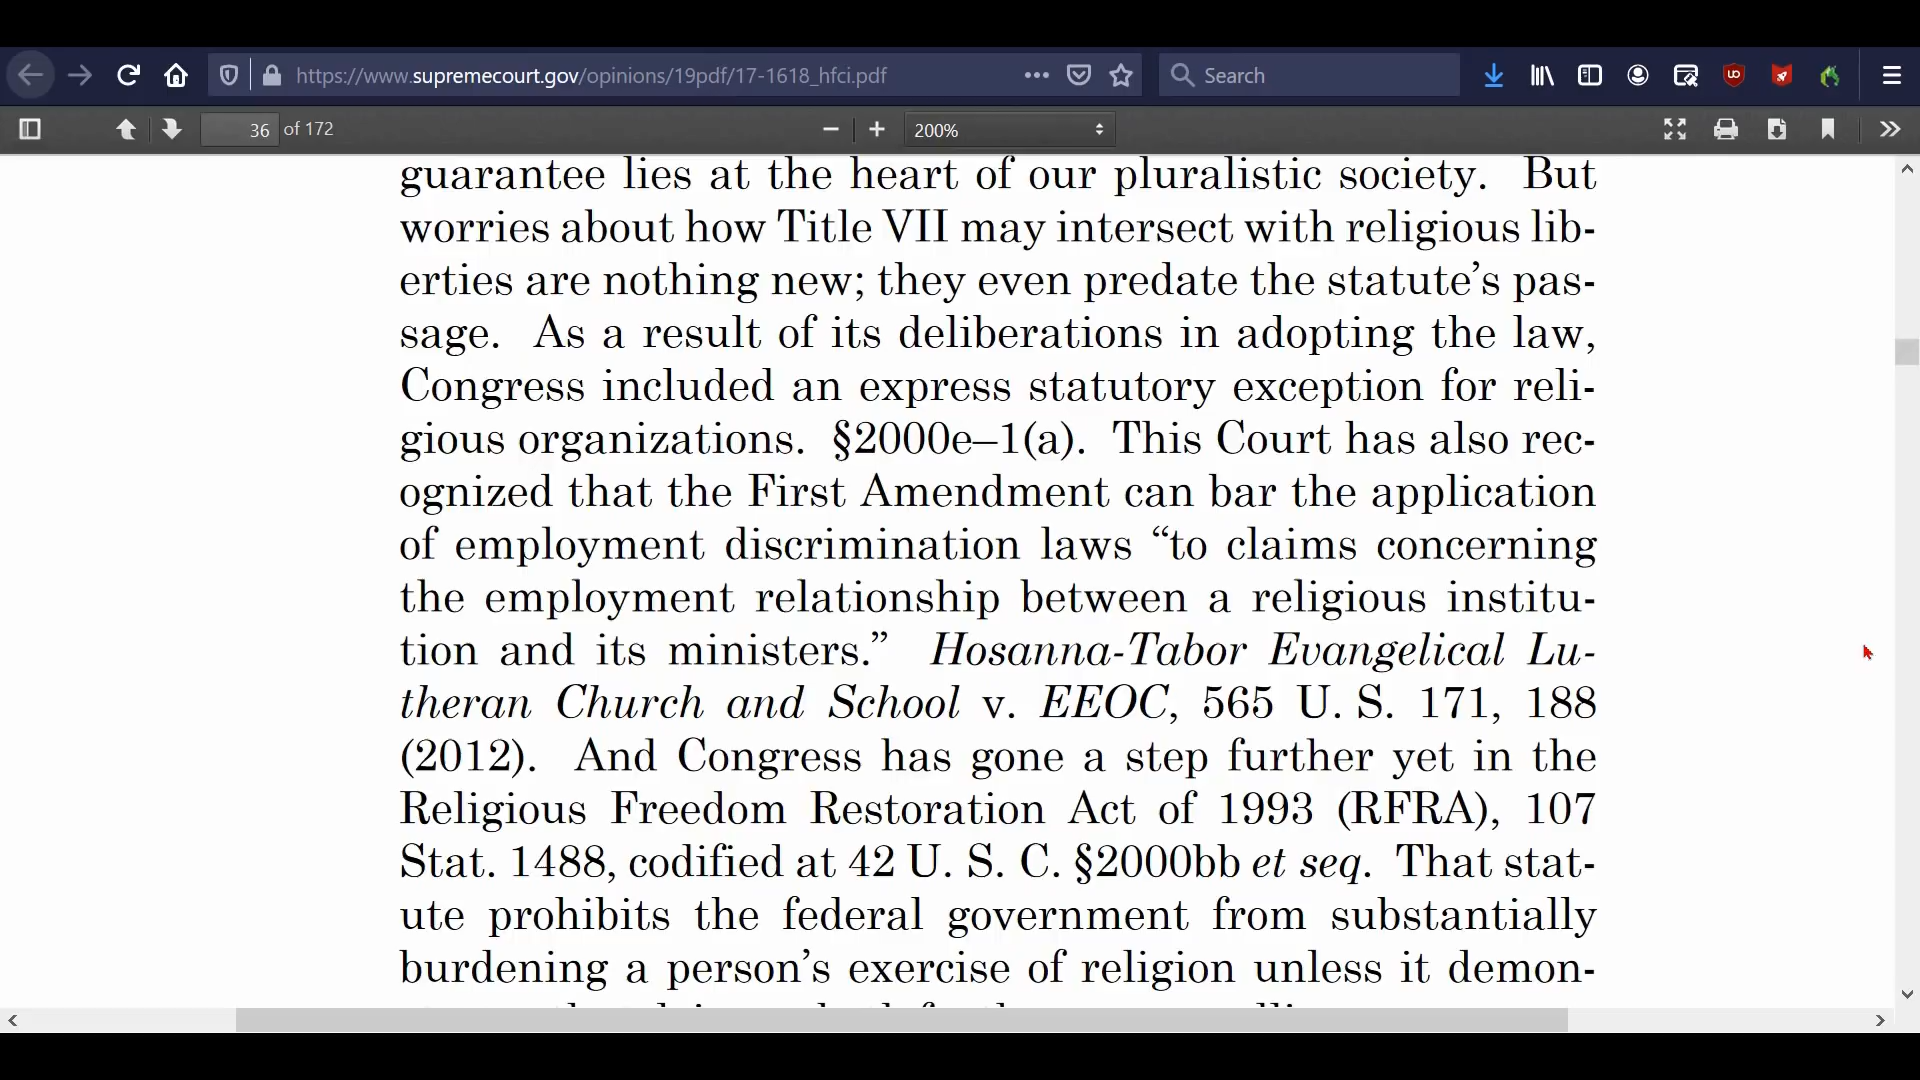 https://www.supremecourt.gov/opinions/19pdf/17-1618_hfci.pdf
Search
36 of 172
200%
guarantee lies at the heart of our pluralistic society. But
worries about how Title VII may intersect with religious lib-
erties are nothing new; they even predate the statute’s pas-
sage. As a result of its deliberations in adopting the law,
Congress included an express statutory exception for reli-
gious organizations. §2000e–1(a). This Court has also rec-
ognized that the First Amendment can bar the application
of employment discrimination laws “to claims concerning
the employment relationship between a religious institu-
tion and its ministers.” Hosanna-Tabor Evangelical Lu-
theran Church and School v. EEOC, 565 U. S. 171, 188
(2012). And Congress has gone a step further yet in the
Religious Freedom Restoration Act of 1993 (RFRA), 107
Stat. 1488, codified at 42 U. S. C. §2000bb et seq. That stat-
ute prohibits the federal government from substantially
burdening a person’s exercise of religion unless it demon-